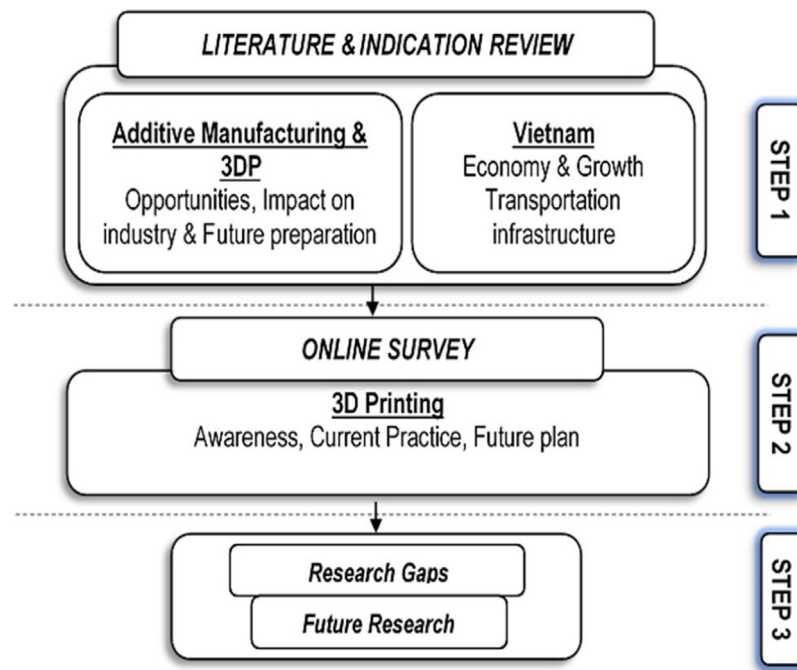 LITERATURE & INDICATION REVIEW
Additive Manufacturing &
3DP
Opportunities, Impact on
industry & Future preparation
Vietnam
Economy & Growth
Transportation
infrastructure
STEP 1
ONLINE SURVEY
3D Printing
Awareness, Current Practice, Future plan
STEP 2
Research Gaps
Future Research
STEP 3